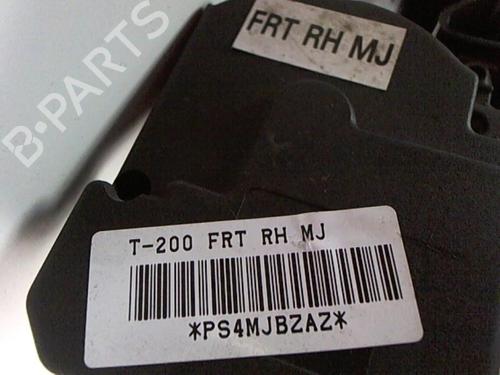 FRT RH MJ
B-PARTS
T-200 FRT RH MJ
*PS4MJBZAZ*